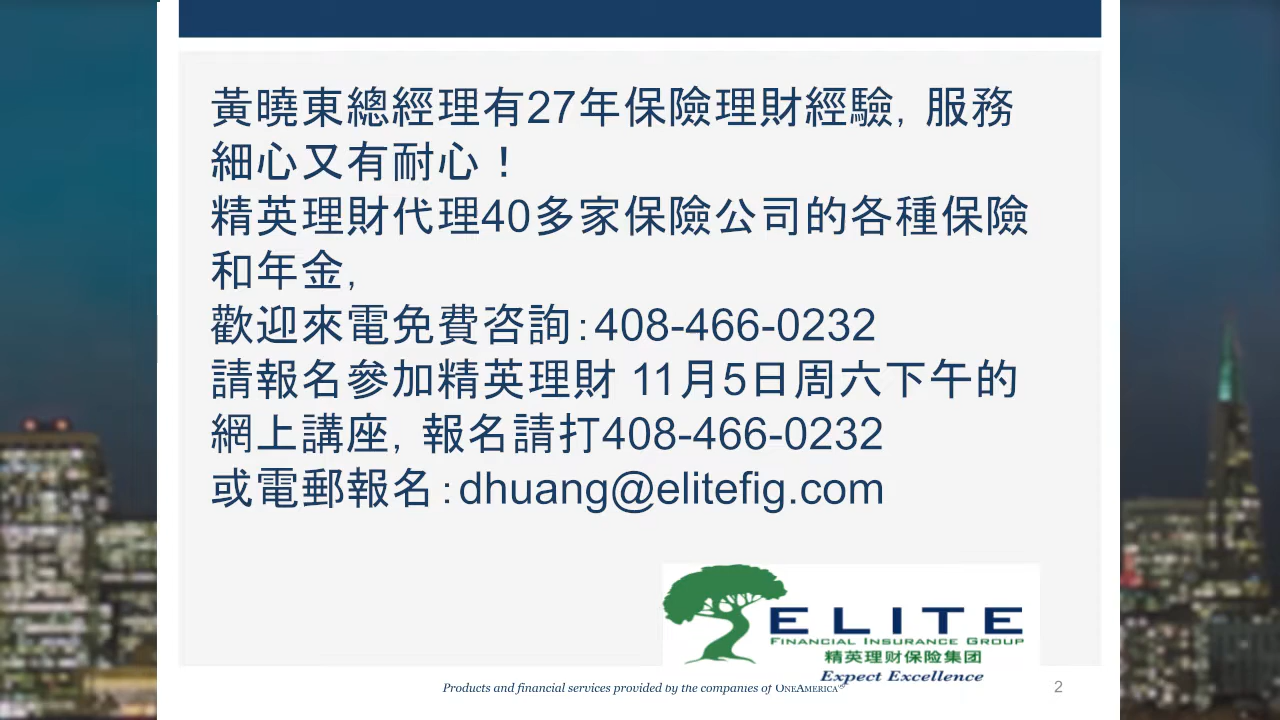 黃曉東總經理有27年保險理財經驗, 服務
細心又有耐心！
精英理財代理40多家保險公司的各種保險
和年金,
歡迎來電免費咨詢:408-466-0232
請報名參加精英理財 11月5日周六下午的
網上講座, 報名請打408-466-0232
或電郵報名:dhuang@elitefig.com
ELITE
FINANCIAL INSURANCE GROUP
精英理财保险集团
Expect Excellence
Products and financial services provided by the companies of ONEAMERICA®
2